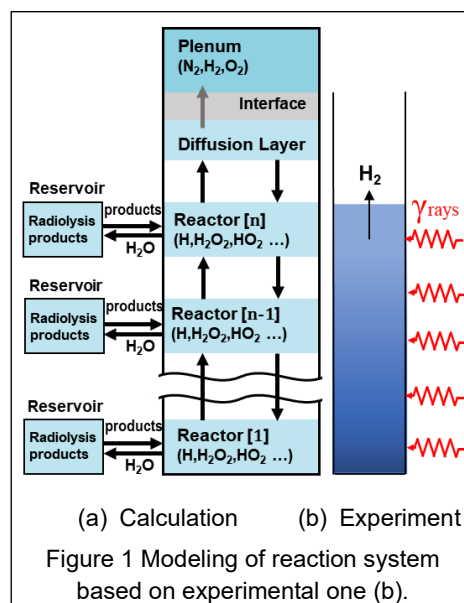 Plenum
(N₂,H₂,O₂)
Interface
Diffusion Layer
H₂
Reservoir
Radiolysis
products
products
H₂O
Reactor [n]
(H,H₂O₂,HO₂ ...)
γ rays
Reservoir
Radiolysis
products
products
H₂O
Reactor [n-1]
(H,H₂O₂,HO₂ ...)
Reservoir
Radiolysis
products
products
H₂O
Reactor [1]
(H,H₂O₂,HO₂ ...)
(a) Calculation
(b) Experiment
Figure 1 Modeling of reaction system
based on experimental one (b).